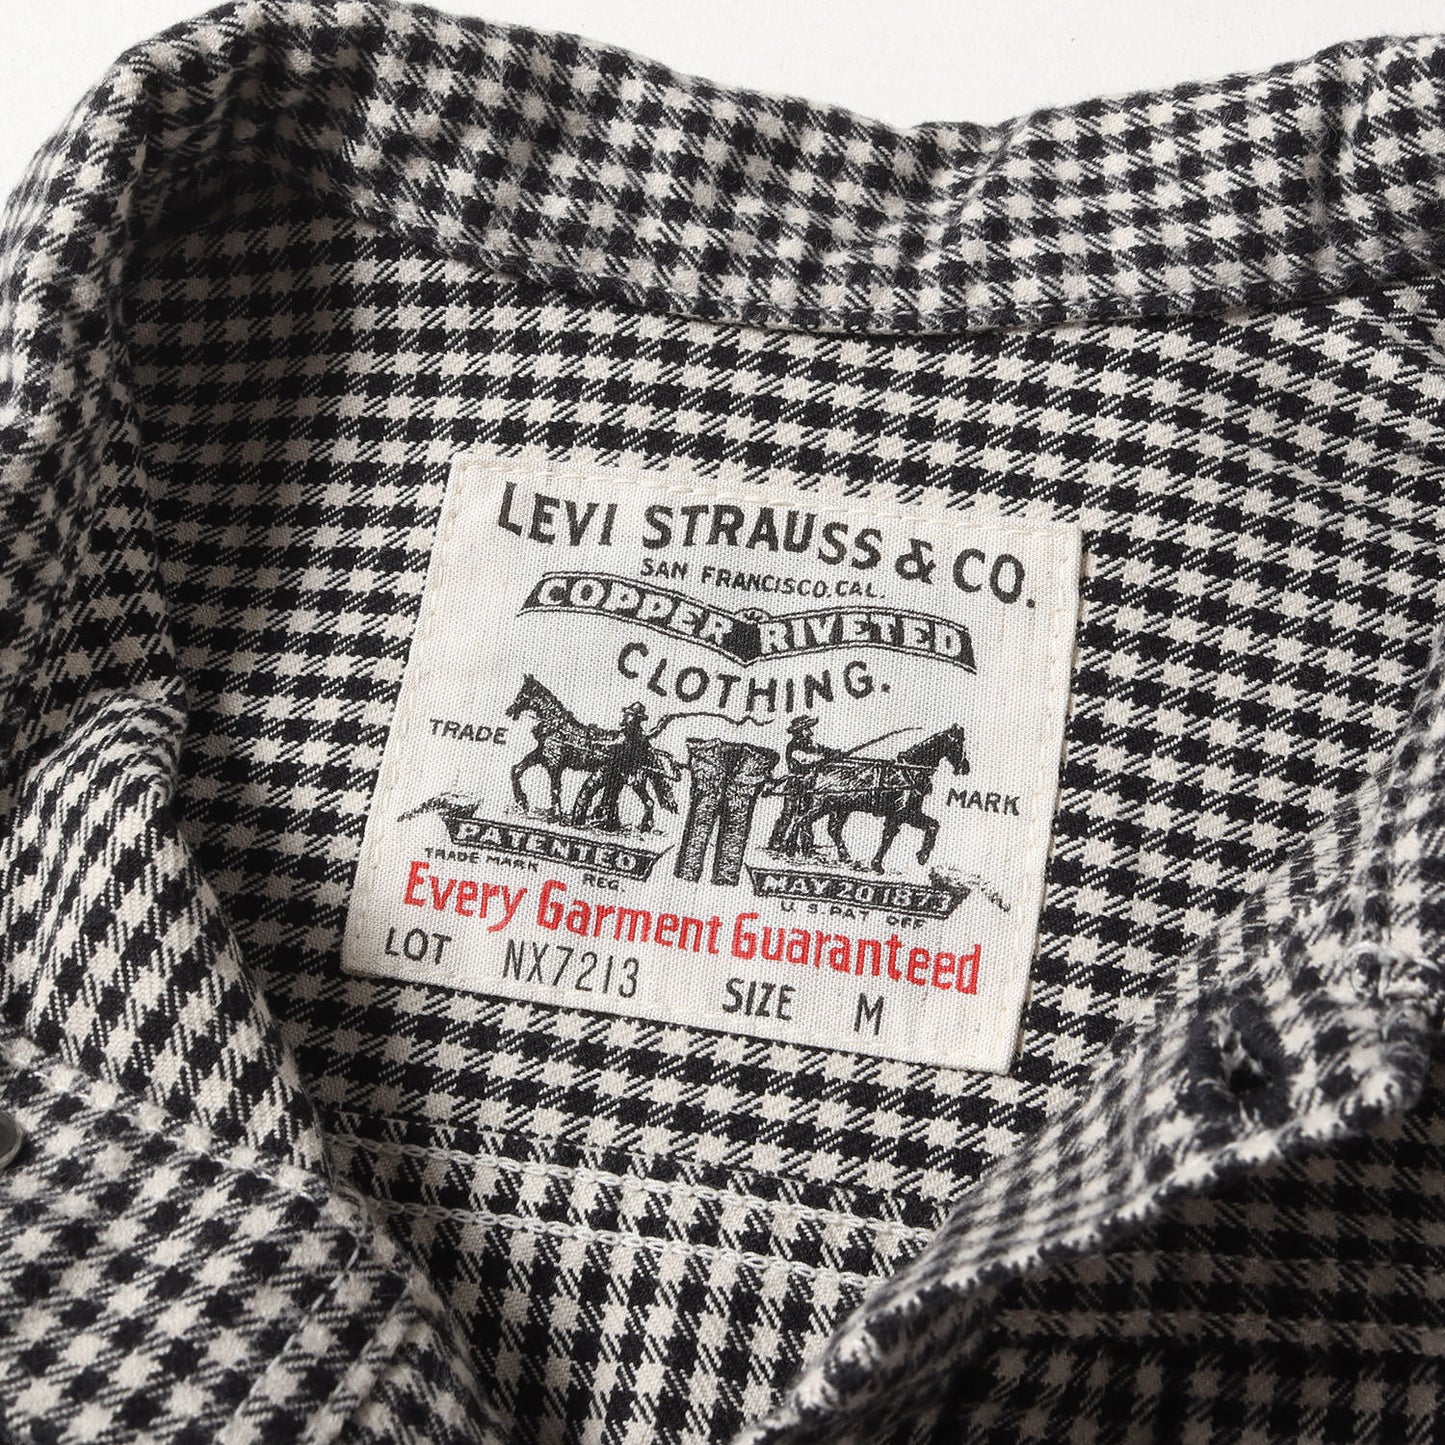 LEVI STRAUSS & CO.
SAN FRANCISCO, CAL.
COPPER RIVETED
CLOTHING.
TRADE MARK
PATENTED
MAY 20 1873
TRADE MARK REG.
U.S. PAT OFF
Every Garment Guaranteed
LOT NX7213 SIZE M